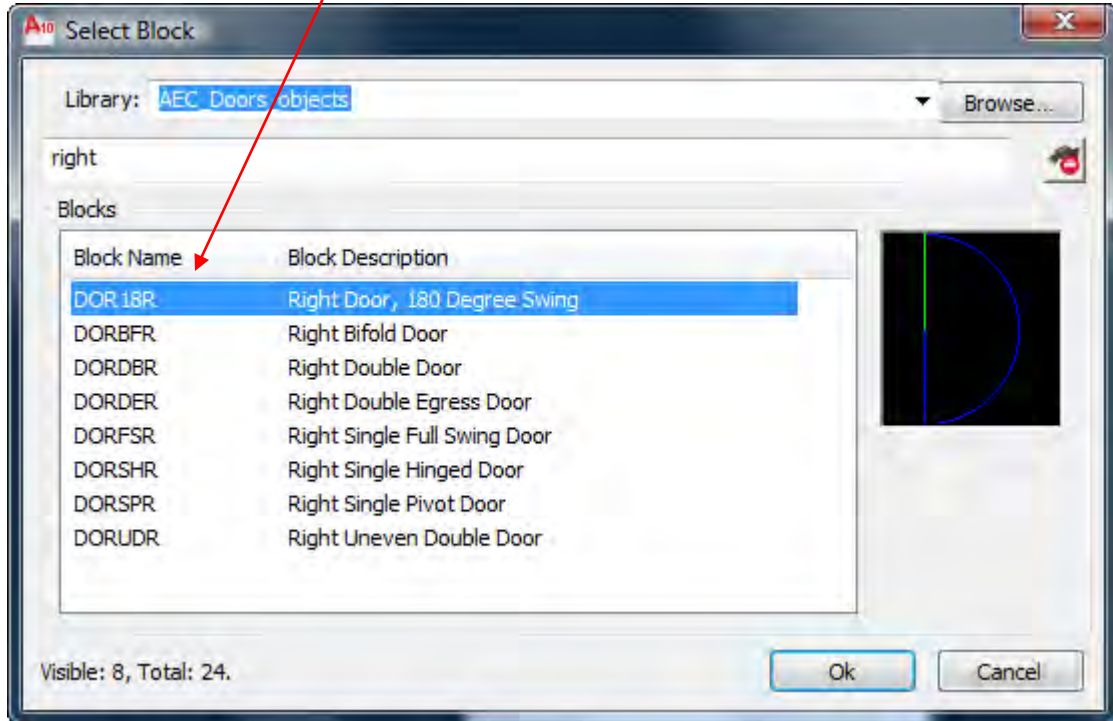 A10 Select Block
Library: AEC_Doors_objects Browse...
right
Blocks
Block Name Block Description
DOR18R Right Door, 180 Degree Swing
DORBFR Right Bifold Door
DORDBR Right Double Door
DORDER Right Double Egress Door
DORFSR Right Single Full Swing Door
DORSHR Right Single Hinged Door
DORSPR Right Single Pivot Door
DORUDR Right Uneven Double Door
Visible: 8, Total: 24. Ok Cancel